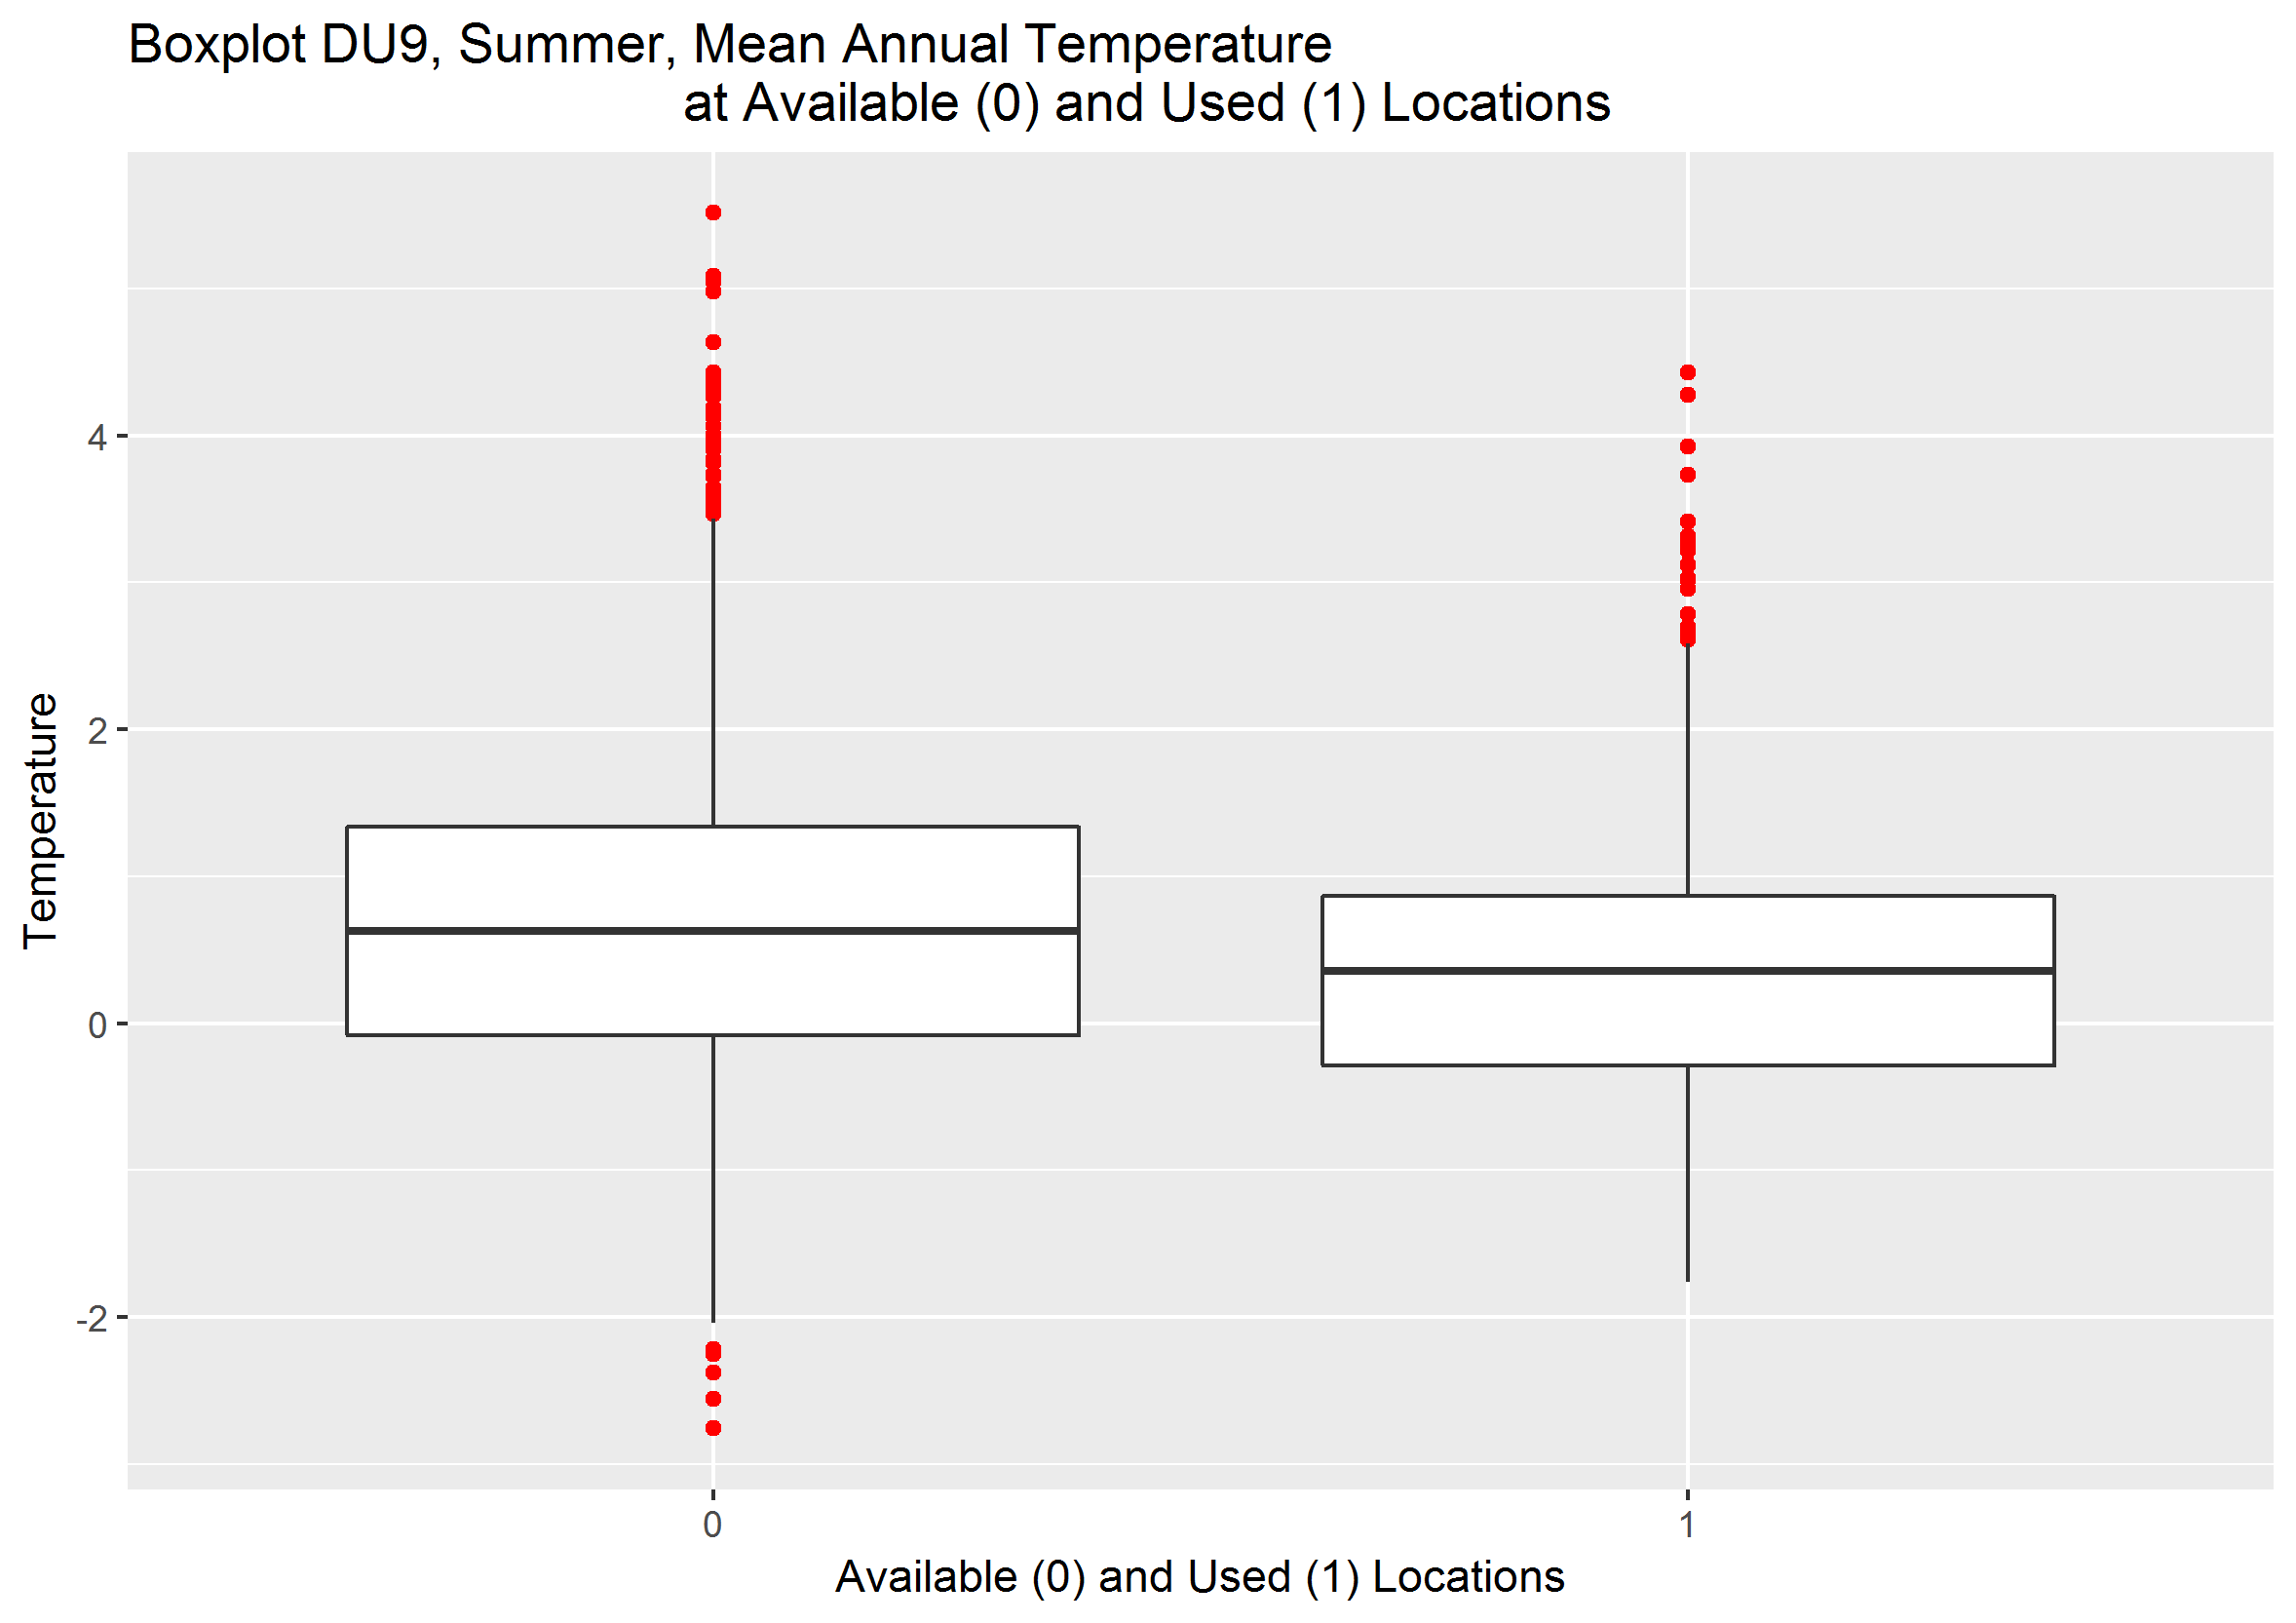 Boxplot DU9, Summer, Mean Annual Temperature
at Available (0) and Used (1) Locations
Temperature
4
2
0
-2
0
1
Available (0) and Used (1) Locations